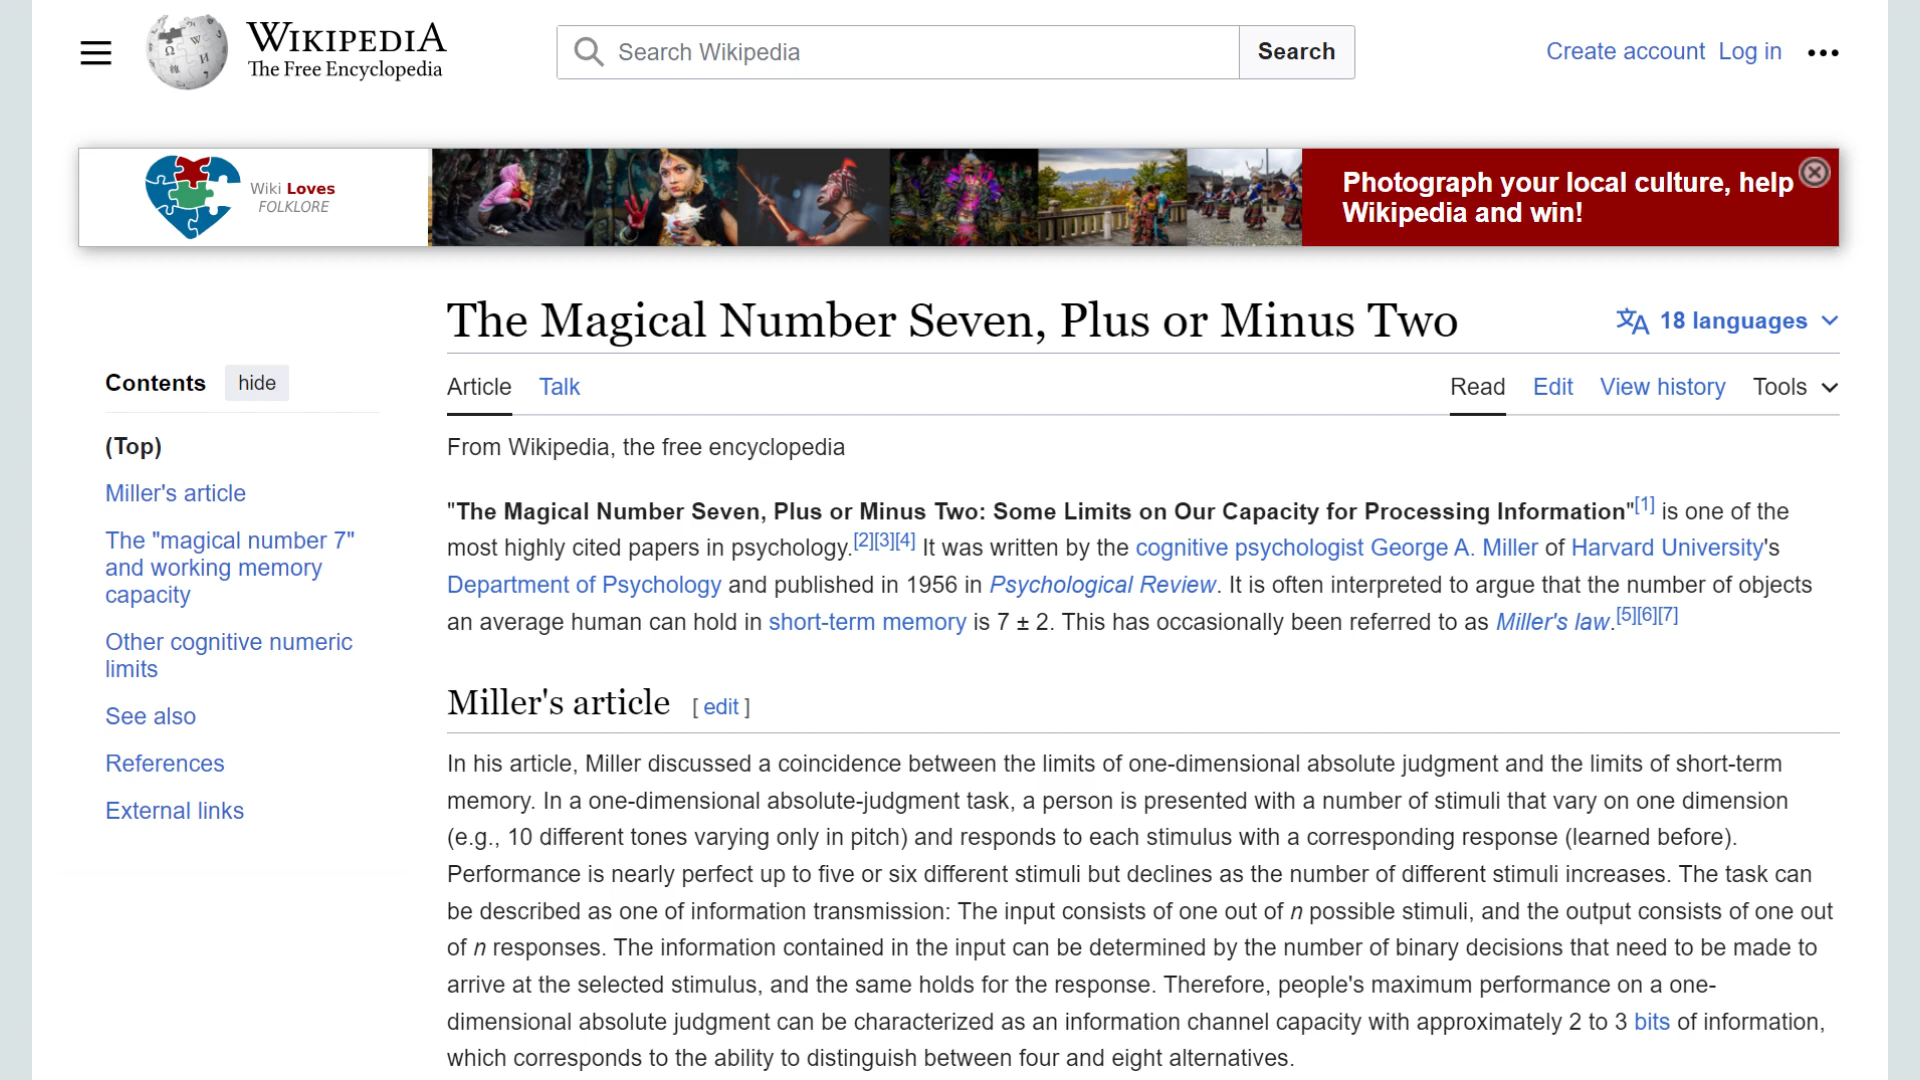 WIKIPEDIA
The Free Encyclopedia
Search Wikipedia
Search
Create account Log in
Wiki Loves
FOLKLORE
Photograph your local culture, help
Wikipedia and win!
The Magical Number Seven, Plus or Minus Two
18 languages
Contents hide
Article Talk
Read Edit View history Tools
(Top)
Miller's article
The "magical number 7"
and working memory
capacity
Other cognitive numeric
limits
See also
References
External links
From Wikipedia, the free encyclopedia
"The Magical Number Seven, Plus or Minus Two: Some Limits on Our Capacity for Processing Information"[1] is one of the
most highly cited papers in psychology.[2][3][4] It was written by the cognitive psychologist George A. Miller of Harvard University's
Department of Psychology and published in 1956 in Psychological Review. It is often interpreted to argue that the number of objects
an average human can hold in short-term memory is 7 ± 2. This has occasionally been referred to as Miller's law.[5][6][7]
Miller's article [ edit ]
In his article, Miller discussed a coincidence between the limits of one-dimensional absolute judgment and the limits of short-term
memory. In a one-dimensional absolute-judgment task, a person is presented with a number of stimuli that vary on one dimension
(e.g., 10 different tones varying only in pitch) and responds to each stimulus with a corresponding response (learned before).
Performance is nearly perfect up to five or six different stimuli but declines as the number of different stimuli increases. The task can
be described as one of information transmission: The input consists of one out of n possible stimuli, and the output consists of one out
of n responses. The information contained in the input can be determined by the number of binary decisions that need to be made to
arrive at the selected stimulus, and the same holds for the response. Therefore, people's maximum performance on a one-
dimensional absolute judgment can be characterized as an information channel capacity with approximately 2 to 3 bits of information,
which corresponds to the ability to distinguish between four and eight alternatives.